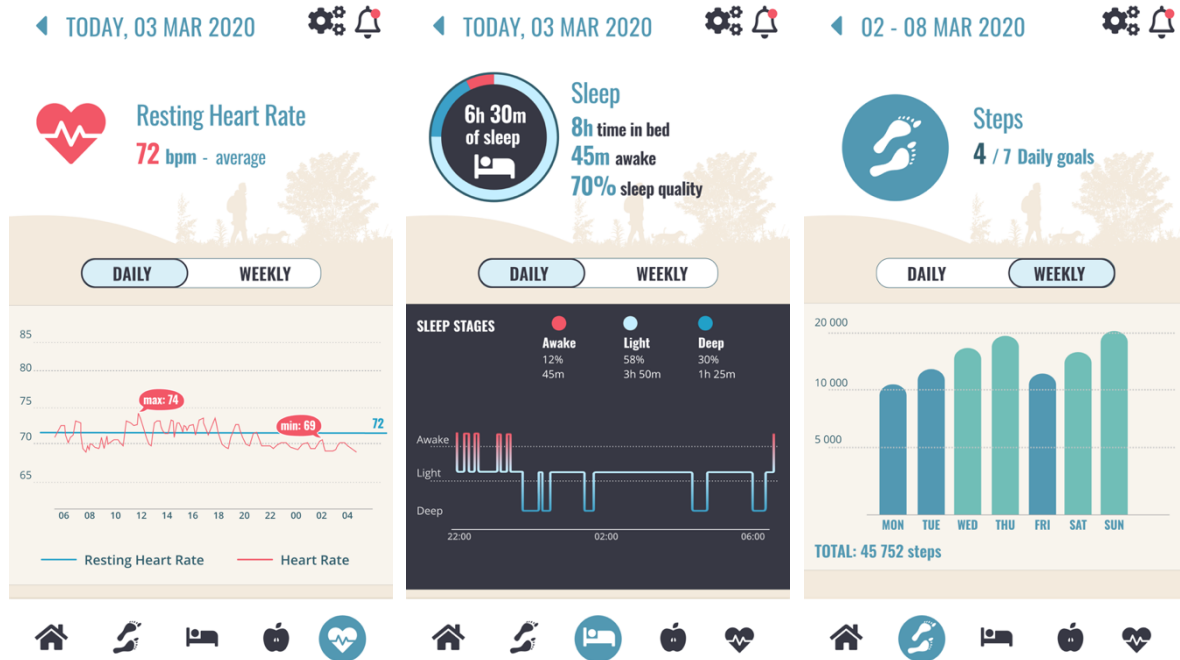 TODAY, 03 MAR 2020
Resting Heart Rate
72 bpm - average
DAILY WEEKLY
85
80
75
70
65
max: 74
min: 69
72
06 08 10 12 14 16 18 20 22 00 02 04
Resting Heart Rate Heart Rate
TODAY, 03 MAR 2020
6h 30m
of sleep
Sleep
8h time in bed
45m awake
70% sleep quality
DAILY WEEKLY
SLEEP STAGES
Awake Light Deep
12% 58% 30%
45m 3h 50m 1h 25m
Awake
Light
Deep
22:00 02:00 06:00
02 - 08 MAR 2020
Steps
4 / 7 Daily goals
DAILY WEEKLY
20 000
10 000
5 000
MON TUE WED THU FRI SAT SUN
TOTAL: 45 752 steps